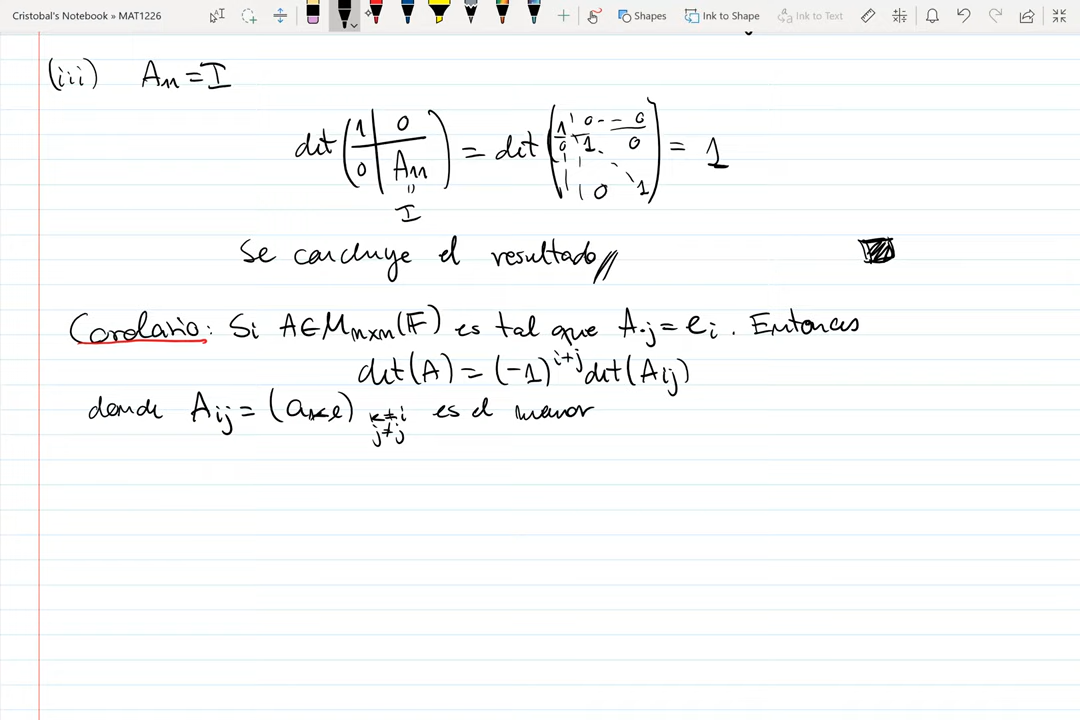 Cristobal's Notebook » MAT1226
Shapes
Ink to Shape
Ink to Text
(iii) A₁₁ = I
det(1 | 0 / 0 | A₁₁) = det(1 0 -- 0 / 0 1 0 / 0 1) = 1
"
I
Se concluye el resultado //
Corolario: Si A ∈ Mₙₓₙ(𝔽) es tal que A.j = eᵢ. Entonces
det(A) = (-1)^{i+j} det(Aij)
donde Aij = (aₖℓ) k≠i j≠j es el menor